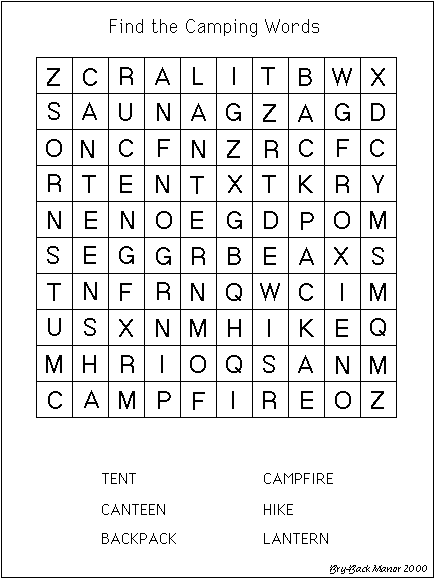 Find the Camping Words
Z C R A L I T B W X
S A U N A G Z A G D
O N C F N Z R C F C
R T E N T X T K R Y
N E N O E G D P O M
S E G G R B E A X S
T N F R N Q W C I M
U S X N M H I K E Q
M H R I O Q S A N M
C A M P F I R E O Z
TENT CAMPFIRE
CANTEEN HIKE
BACKPACK LANTERN
Bry-Back Manor 2000